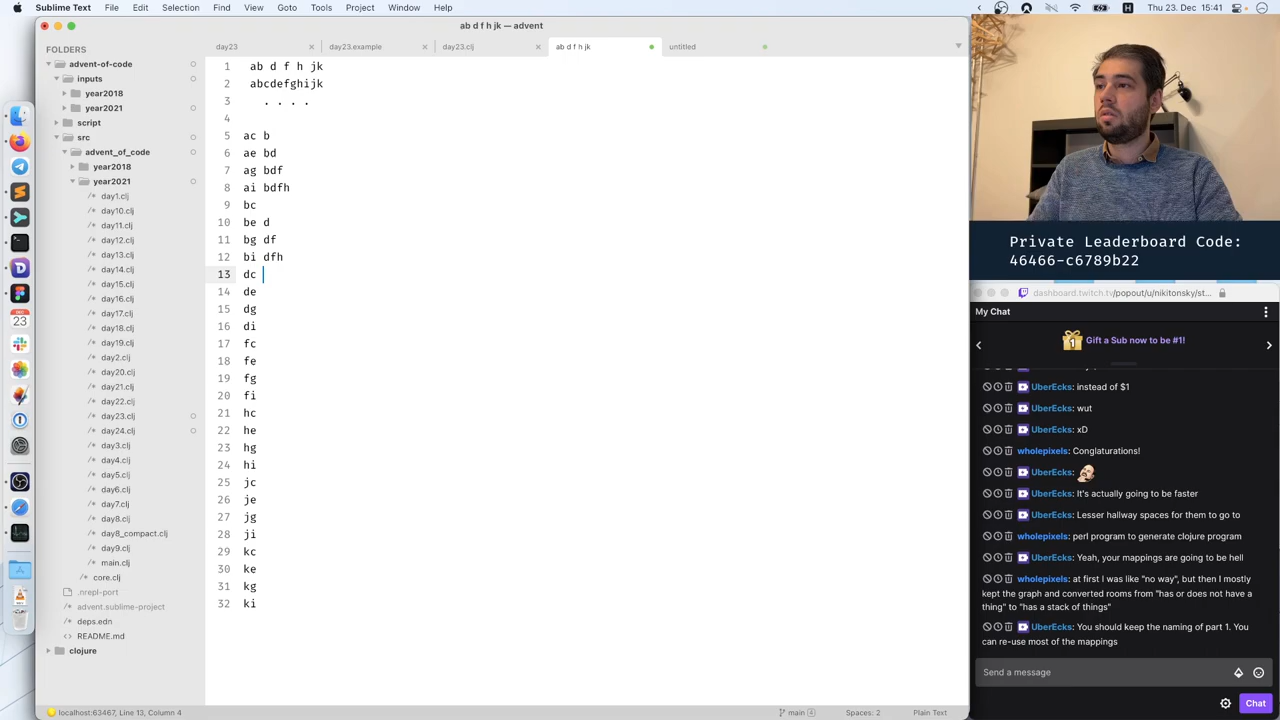 Sublime Text File Edit Selection Find View Goto Tools Project Window Help
Thu 23. Dec 15:41
ab d f h jk — advent
FOLDERS
advent-of-code
inputs
year2018
year2021
script
src
advent_of_code
year2018
year2021
/* day1.clj
/* day10.clj
/* day11.clj
/* day12.clj
/* day13.clj
/* day14.clj
/* day15.clj
/* day16.clj
/* day17.clj
/* day18.clj
/* day19.clj
/* day2.clj
/* day20.clj
/* day21.clj
/* day22.clj
/* day23.clj
/* day24.clj
/* day3.clj
/* day4.clj
/* day5.clj
/* day6.clj
/* day7.clj
/* day8.clj
/* day8_compact.clj
/* day9.clj
/* main.clj
/* core.clj
.nrepl-port
advent.sublime-project
deps.edn
README.md
clojure
day23
day23.example
day23.clj
ab d f h jk
untitled
1 ab d f h jk
2 abcdefghijk
3 . . . .
4
5 ac b
6 ae bd
7 ag bdf
8 ai bdfh
9 bc
10 be d
11 bg df
12 bi dfh
13 dc
14 de
15 dg
16 di
17 fc
18 fe
19 fg
20 fi
21 hc
22 he
23 hg
24 hi
25 jc
26 je
27 jg
28 ji
29 kc
30 ke
31 kg
32 ki
localhost:63467, Line 13, Column 4
main 4
Spaces: 2
Plain Text
DEC
23
Private Leaderboard Code:
46466-c6789b22
dashboard.twitch.tv/popout/u/nikitonsky/st...
My Chat
1
Gift a Sub now to be #1!
UberEcks: instead of $1
UberEcks: wut
UberEcks: xD
wholepixels: Conglaturations!
UberEcks:
UberEcks: It's actually going to be faster
UberEcks: Lesser hallway spaces for them to go to
wholepixels: perl program to generate clojure program
UberEcks: Yeah, your mappings are going to be hell
wholepixels: at first I was like "no way", but then I mostly
kept the graph and converted rooms from "has or does not have a
thing" to "has a stack of things"
UberEcks: You should keep the naming of part 1. You
can re-use most of the mappings
Send a message
Chat